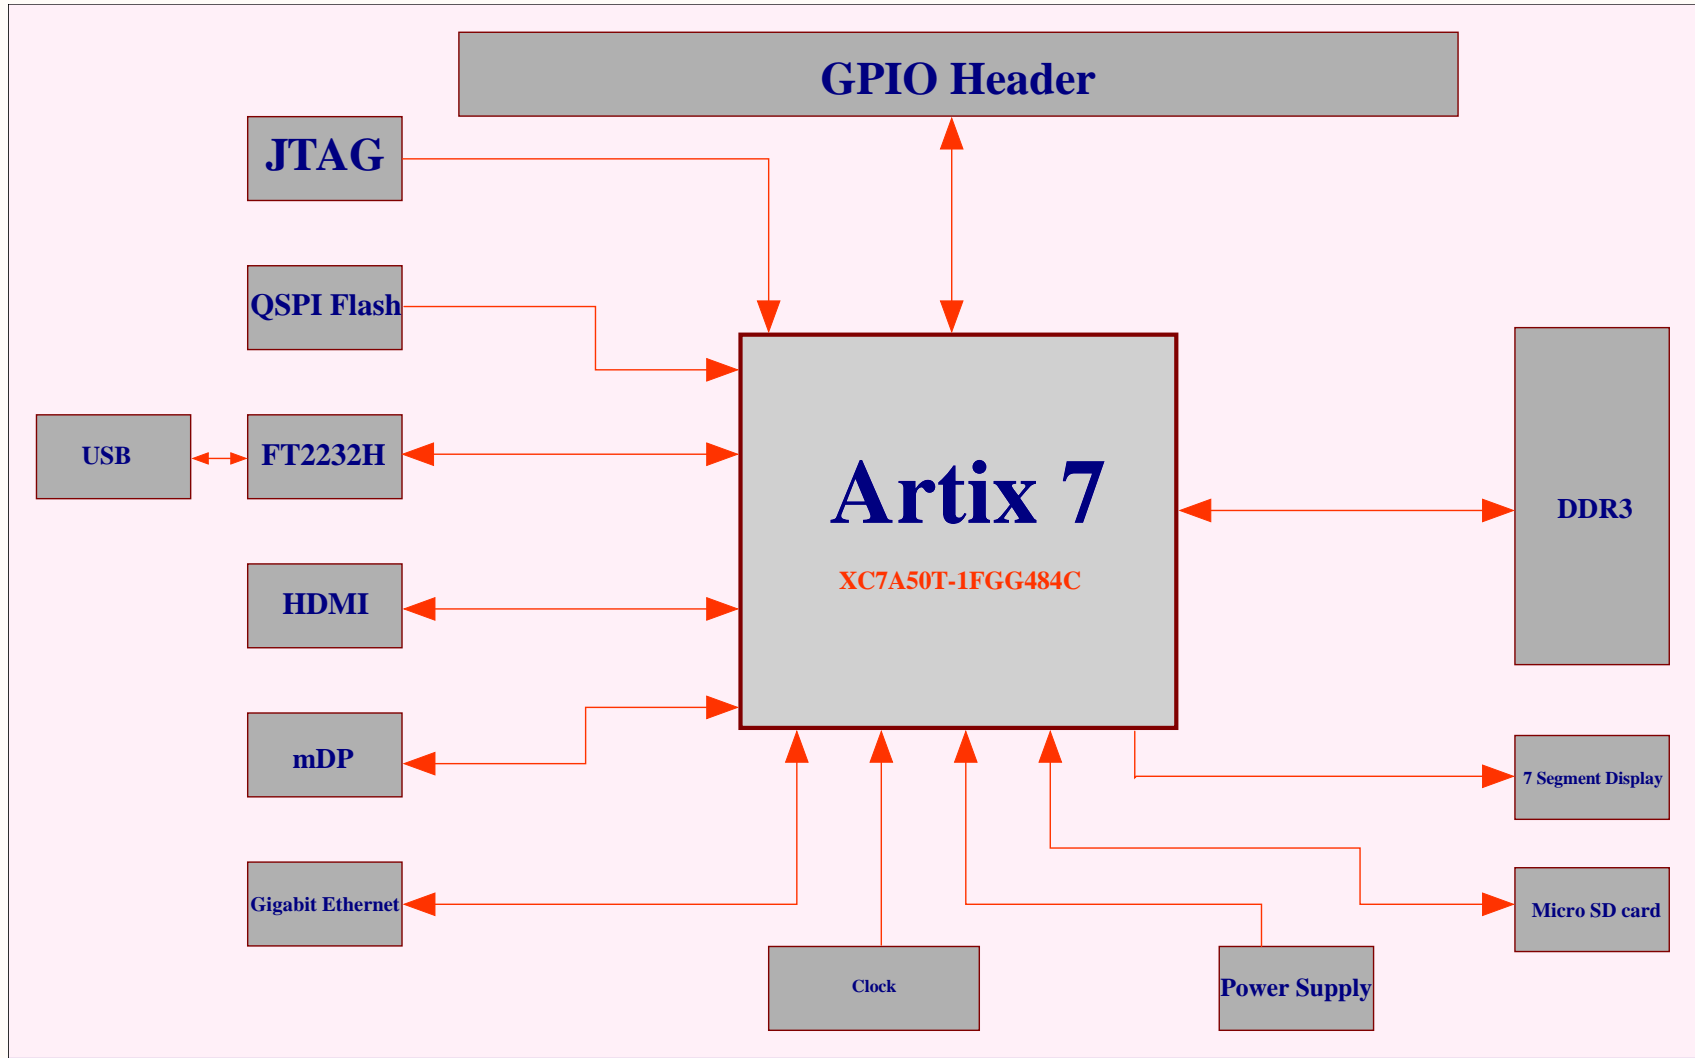 GPIO Header
JTAG
QSPI Flash
USB
FT2232H
Artix 7
XC7A50T-1FGG484C
DDR3
HDMI
mDP
7 Segment Display
Gigabit Ethernet
Micro SD card
Clock
Power Supply